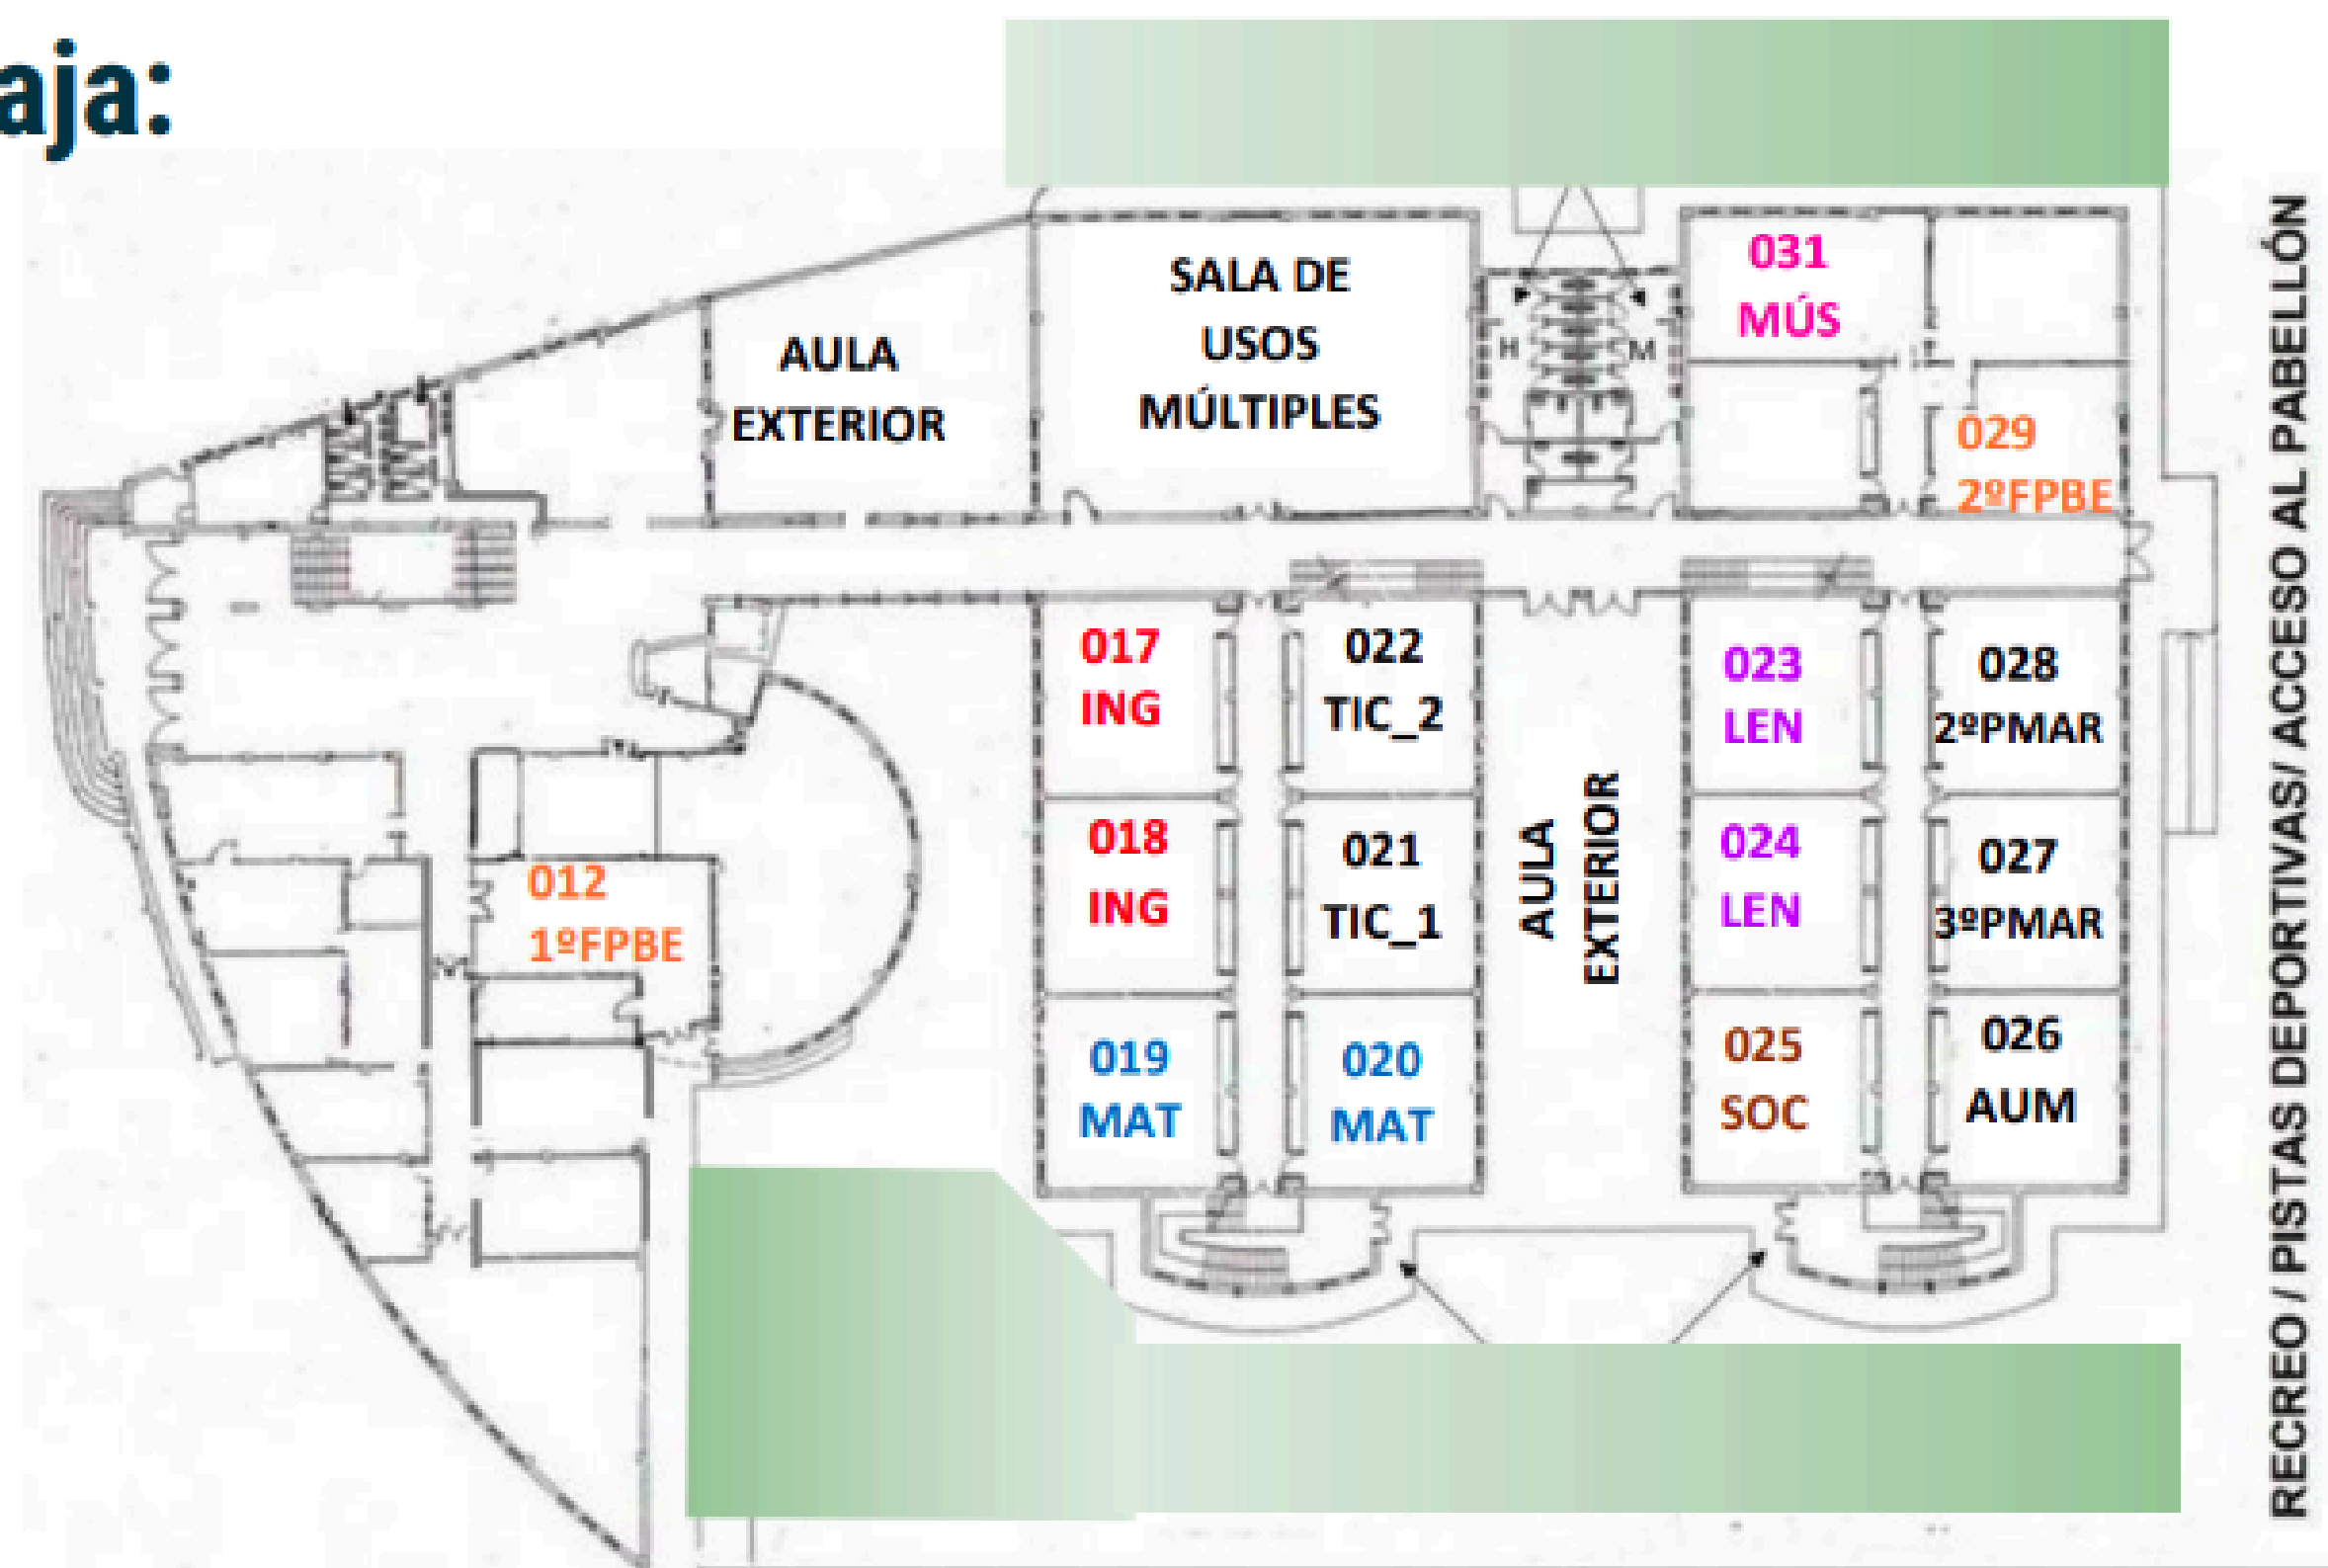 aja:
031
MÚS
SALA DE
USOS
MÚLTIPLES
AULA
EXTERIOR
H
M
029
2ºFPBE
017
ING
022
TIC_2
023
LEN
028
2ºPMAR
018
ING
021
TIC_1
AULA
EXTERIOR
024
LEN
027
3ºPMAR
012
1ºFPBE
019
MAT
020
MAT
025
SOC
026
AUM
RECREO / PISTAS DEPORTIVAS/ ACCESO AL PABELLÓN